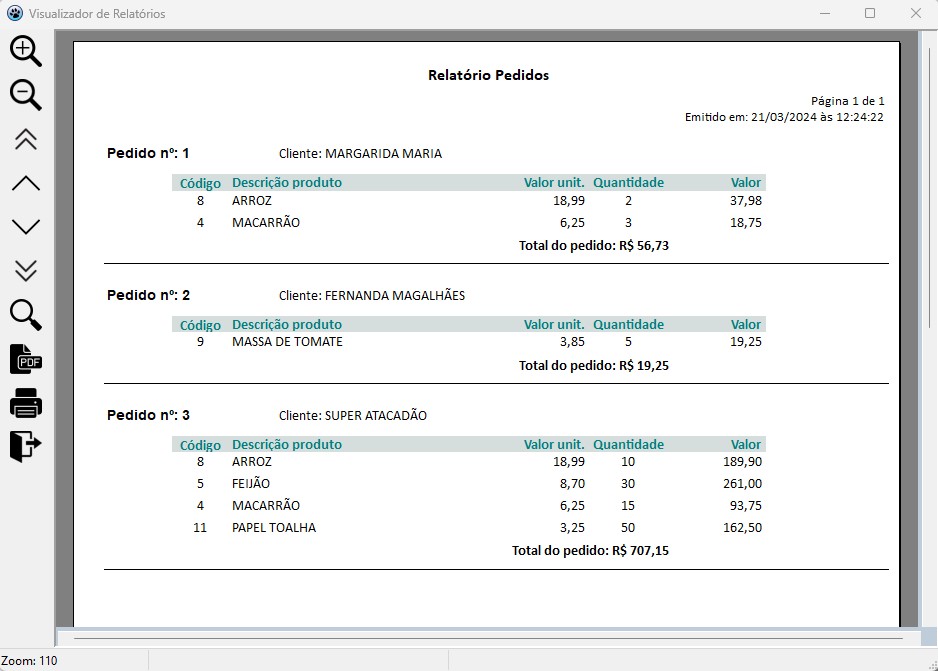 Visualizador de Relatórios
Relatório Pedidos
Página 1 de 1
Emitido em: 21/03/2024 às 12:24:22
Pedido nº: 1 Cliente: MARGARIDA MARIA
Código Descrição produto Valor unit. Quantidade Valor
8 ARROZ 18,99 2 37,98
4 MACARRÃO 6,25 3 18,75
Total do pedido: R$ 56,73
Pedido nº: 2 Cliente: FERNANDA MAGALHÃES
Código Descrição produto Valor unit. Quantidade Valor
9 MASSA DE TOMATE 3,85 5 19,25
Total do pedido: R$ 19,25
Pedido nº: 3 Cliente: SUPER ATACADÃO
Código Descrição produto Valor unit. Quantidade Valor
8 ARROZ 18,99 10 189,90
5 FEIJÃO 8,70 30 261,00
4 MACARRÃO 6,25 15 93,75
11 PAPEL TOALHA 3,25 50 162,50
Total do pedido: R$ 707,15
PDF
Zoom: 110